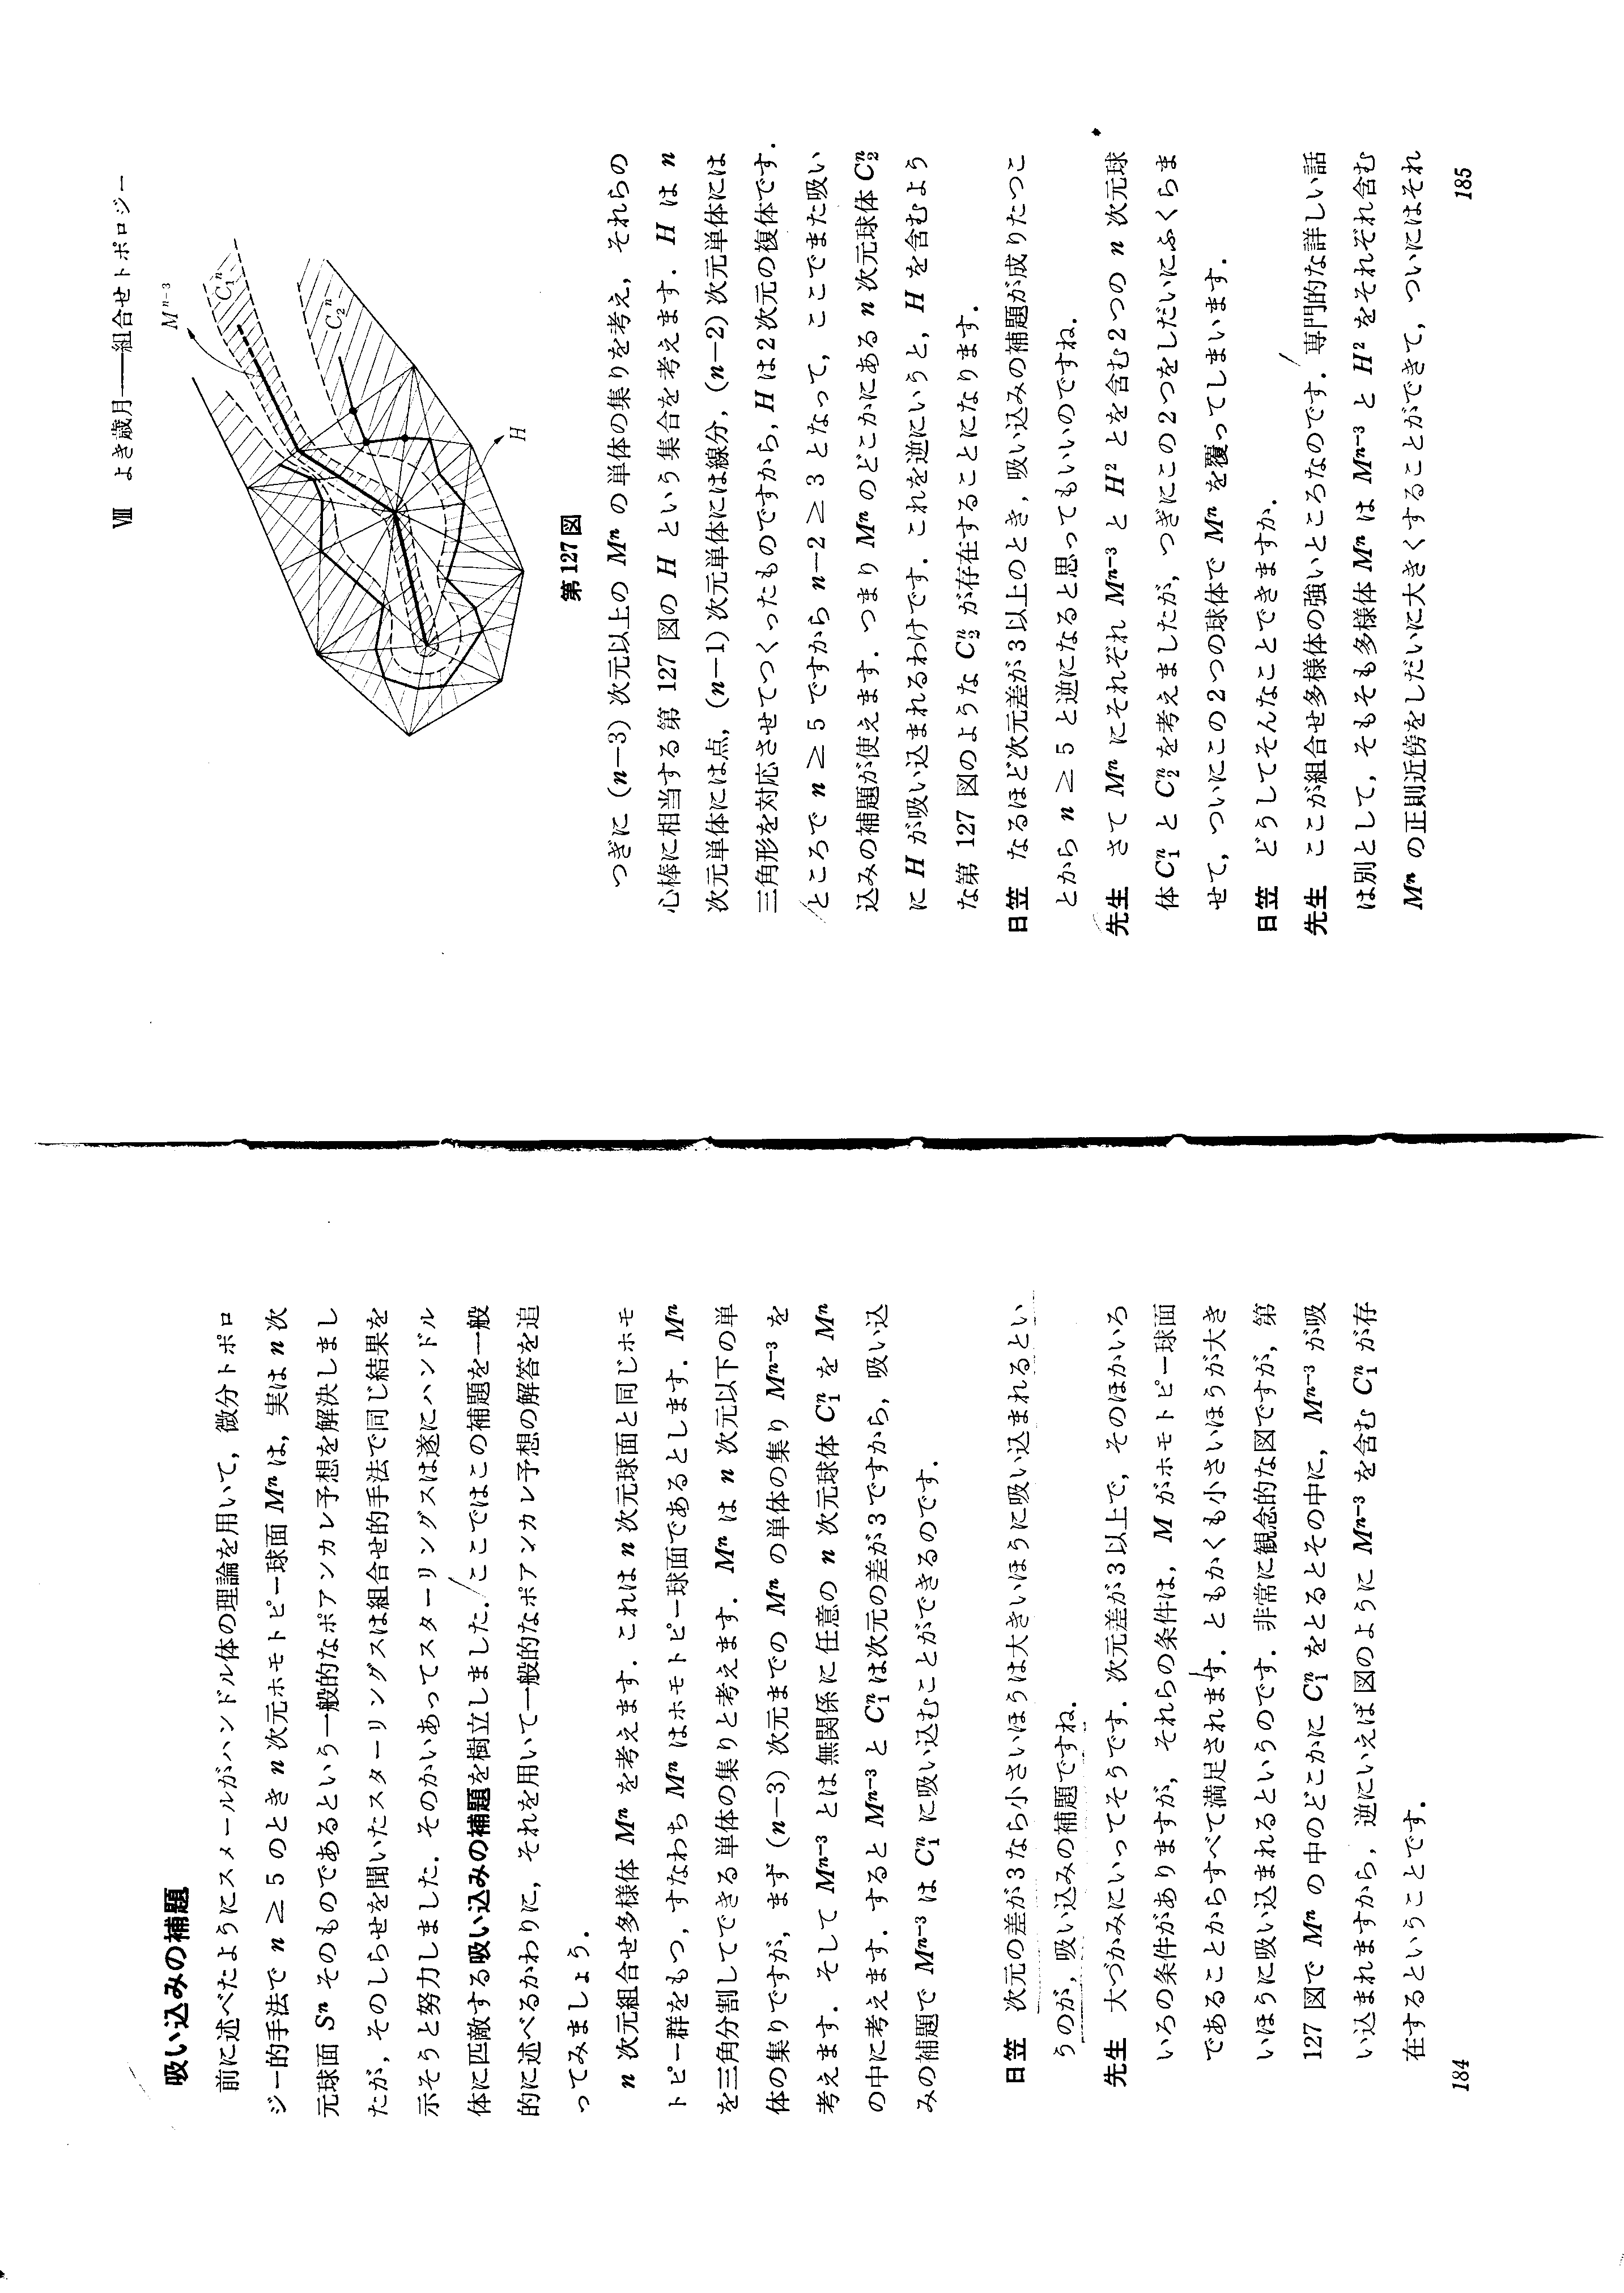 吸い込みの補題
前に述べたようにスメールがハンドル体の理論を用いて，微分トポロ
ジー的手法で n ≥ 5 のとき n 次元ホモトピー球面 Mⁿ は，実は n 次
元球面 Sⁿ そのものであるという一般的なポアンカレ予想を解決しまし
たが，そのしらせを聞いたスターリングスは組合せ的手法で同じ結果を
示そうと努力しました．そのかいあってスターリングスは遂にハンドル
体に匹敵する吸い込みの補題を樹立しました．ここではこの補題を一般
的に述べるかわりに，それを用いて一般的なポアンカレ予想の解答を追
ってみましょう．
n 次元組合せ多様体 Mⁿ を考えます．これは n 次元球面と同じホモ
トピー群をもつ，すなわち Mⁿ はホモトピー球面であるとします．Mⁿ
を三角分割してできる単体の集りと考えます．Mⁿ は n 次元以下の単
体の集りですが，まず (n−3) 次元までの Mⁿ の単体の集り Mⁿ⁻³ を
考えます．そして Mⁿ⁻³ とは無関係に任意の n 次元球体 C₁ⁿ を Mⁿ
の中に考えます．すると Mⁿ⁻³ と C₁ⁿ は次元の差が3ですから，吸い込
みの補題で Mⁿ⁻³ は C₁ⁿ に吸い込むことができるのです．
日笠 次元の差が3なら小さいほうは大きいほうに吸い込まれるとい
うのが，吸い込みの補題ですね．
先生 大づかみにいってそうです．次元差が3以上で，そのほかいろ
いろの条件がありますが，それらの条件は，M がホモトピー球面
であることからすべて満足されます．ともかくも小さいほうが大き
いほうに吸い込まれるというのです．非常に観念的な図ですが，第
127 図で Mⁿ の中のどこかに C₁ⁿ をとるとその中に，Mⁿ⁻³ が吸
い込まれますから，逆にいえば図のように Mⁿ⁻³ を含む C₁ⁿ が存
在するということです．
184
Ⅷ よき歳月——組合せトポロジー
Mⁿ⁻³
C₁ⁿ
C₂ⁿ
H
第127図
つぎに (n−3) 次元以上の Mⁿ の単体の集りを考え，それらの
心棒に相当する第 127 図の H という集合を考えます．H は n
次元単体には点，(n−1) 次元単体には線分，(n−2) 次元単体には
三角形を対応させてつくったものですから，H は2次元の複体です．
ところで n ≥ 5 ですから n−2 ≥ 3 となって，ここでまた吸い
込みの補題が使えます．つまり Mⁿ のどこかにある n 次元球体 C₂ⁿ
に H が吸い込まれるわけです．これを逆にいうと，H を含むよう
な第 127 図のような C₂ⁿ が存在することになります．
日笠 なるほど次元差が3以上のとき，吸い込みの補題が成りたつこ
とから n ≥ 5 と逆になると思ってもいいのですね．
先生 さて Mⁿ にそれぞれ Mⁿ⁻³ と H² とを含む2つの n 次元球
体 C₁ⁿ と C₂ⁿ を考えましたが，つぎにこの2つをしだいにふくらま
せて，ついにこの2つの球体で Mⁿ を覆ってしまいます．
日笠 どうしてそんなことできますか．
先生 ここが組合せ多様体の強いところなのです．専門的な詳しい話
は別として，そもそも多様体 Mⁿ は Mⁿ⁻³ と H² をそれぞれ含む
Mⁿ の正則近傍をしだいに大きくすることができて，ついにはそれ
185